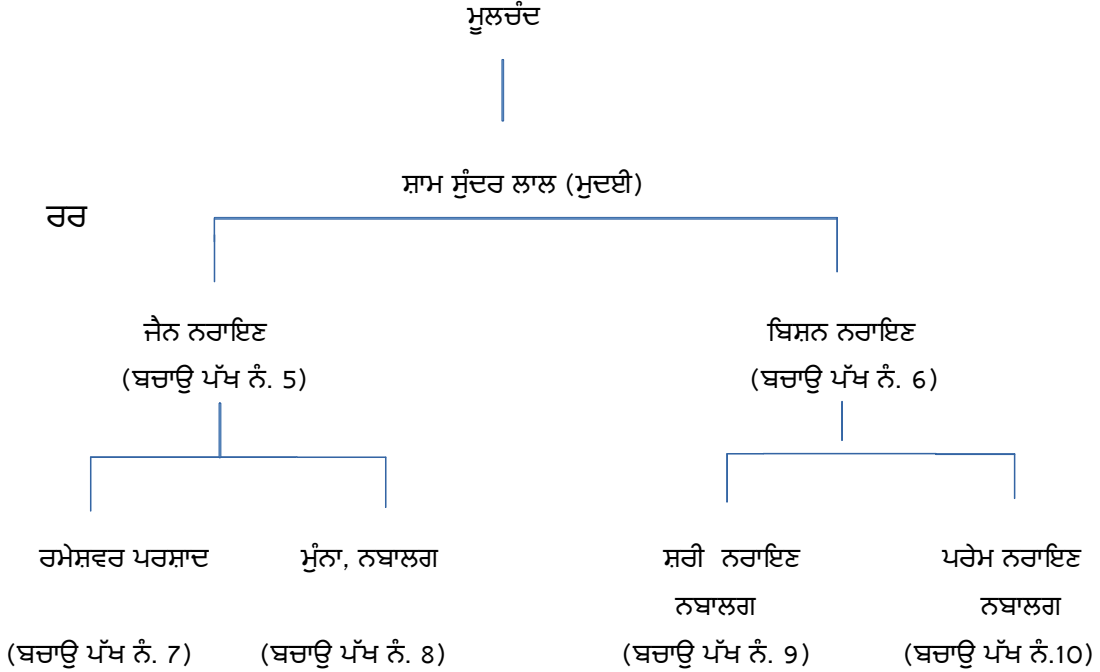 ਮੂਲਚੰਦ
ਸ਼ਾਮ ਸੁੰਦਰ ਲਾਲ (ਮੁਦਈ)
ਰਰ
ਜੈਨ ਨਰਾਇਣ ਬਿਸ਼ਨ ਨਰਾਇਣ
(ਬਚਾਉ ਪੱਖ ਨੰ. 5) (ਬਚਾਉ ਪੱਖ ਨੰ. 6)
ਰਮੇਸ਼ਵਰ ਪਰਸ਼ਾਦ ਮੁੰਨਾ, ਨਬਾਲਗ ਸ਼ਰੀ ਨਰਾਇਣ ਪਰੇਮ ਨਰਾਇਣ
ਨਬਾਲਗ ਨਬਾਲਗ
(ਬਚਾਉ ਪੱਖ ਨੰ. 7) (ਬਚਾਉ ਪੱਖ ਨੰ. 8) (ਬਚਾਉ ਪੱਖ ਨੰ. 9) (ਬਚਾਉ ਪੱਖ ਨੰ.10)